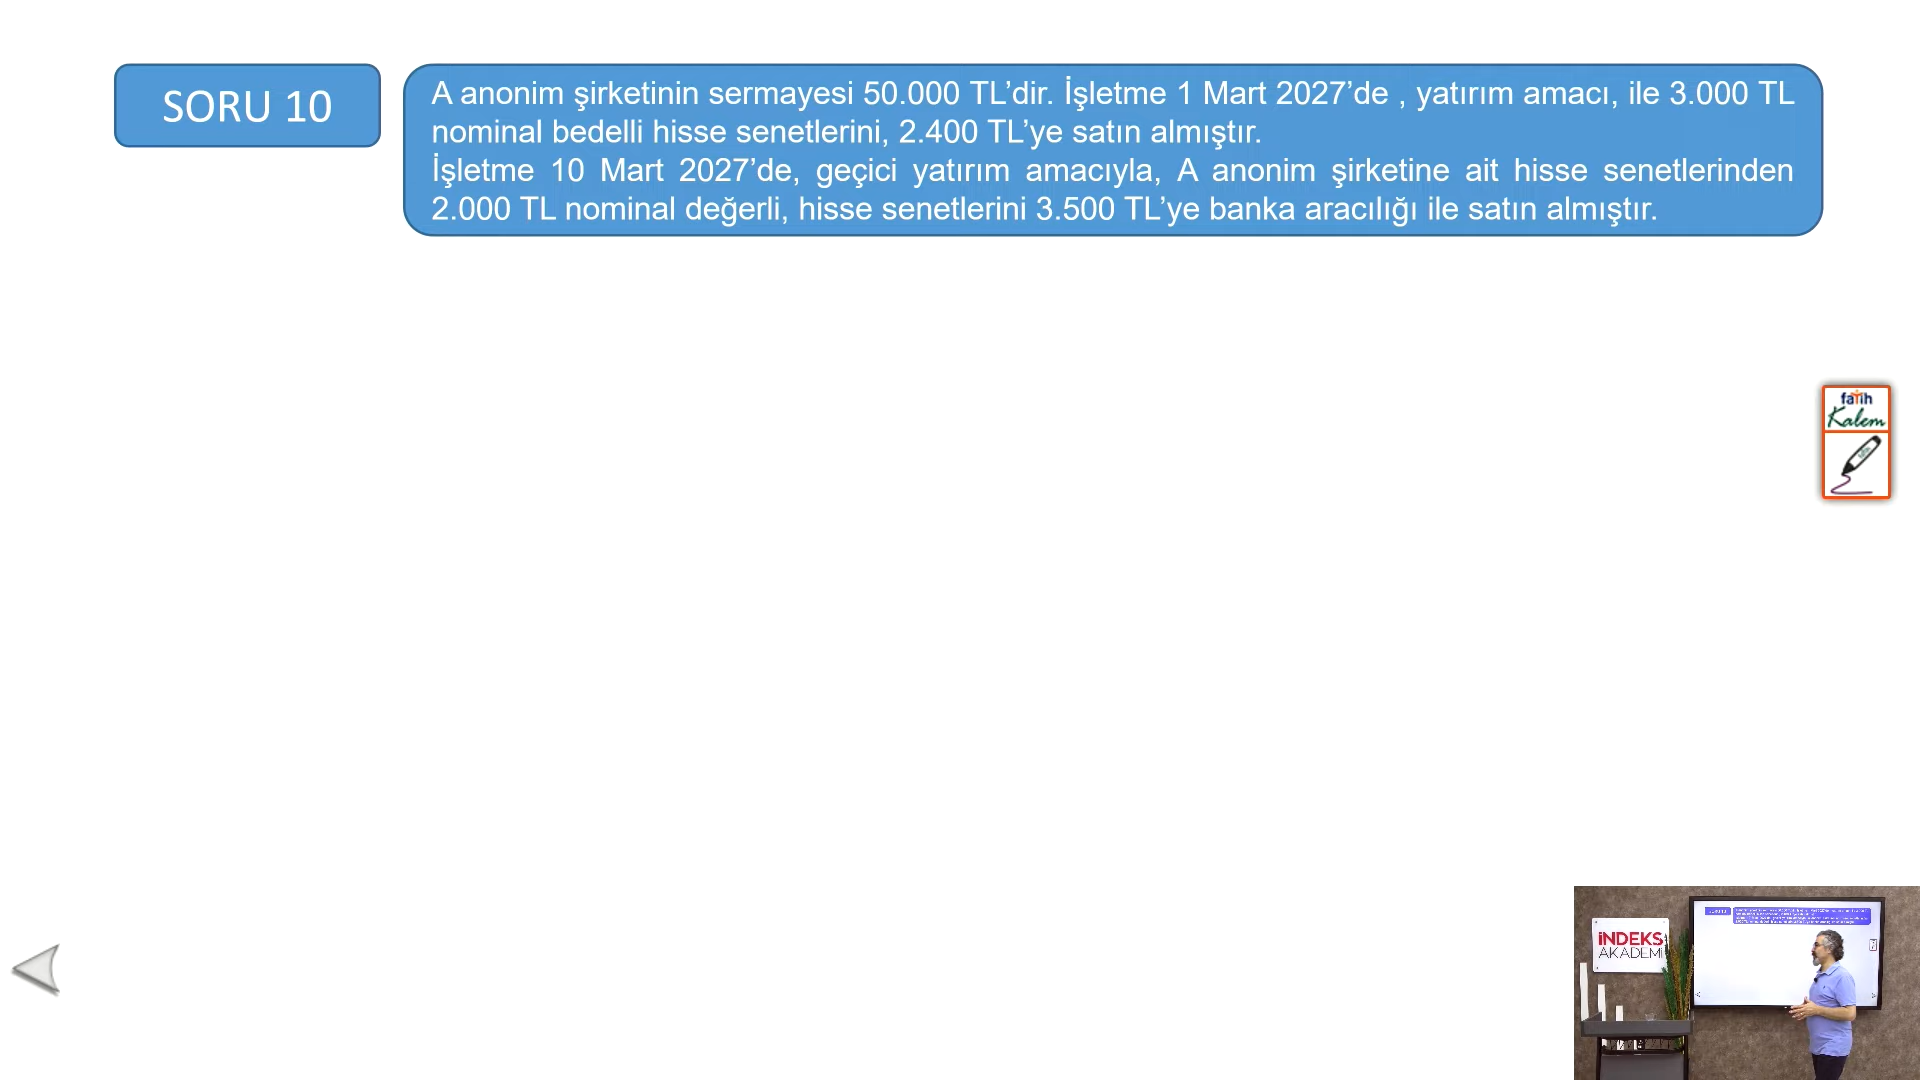 SORU 10
A anonim şirketinin sermayesi 50.000 TL’dir. İşletme 1 Mart 2027’de , yatırım amacı, ile 3.000 TL
nominal bedelli hisse senetlerini, 2.400 TL’ye satın almıştır.
İşletme 10 Mart 2027’de, geçici yatırım amacıyla, A anonim şirketine ait hisse senetlerinden
2.000 TL nominal değerli, hisse senetlerini 3.500 TL’ye banka aracılığı ile satın almıştır.
fatih
Kalem
İNDEKS
AKADEMİ